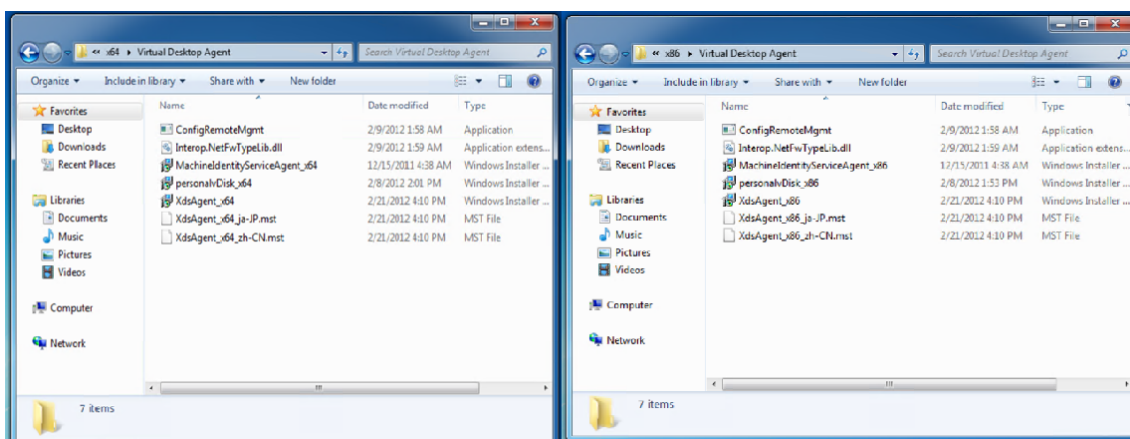 « x64 ▸ Virtual Desktop Agent
Search Virtual Desktop Agent
Organize
Include in library
Share with
New folder
Name
Date modified
Type
Favorites
Desktop
Downloads
Recent Places
Libraries
Documents
Music
Pictures
Videos
Computer
Network
ConfigRemoteMgmt 2/9/2012 1:58 AM Application
Interop.NetFwTypeLib.dll 2/9/2012 1:59 AM Application extens...
MachineIdentityServiceAgent_x64 12/15/2011 4:38 AM Windows Installer ...
personalvDisk_x64 2/8/2012 2:01 PM Windows Installer ...
XdsAgent_x64 2/21/2012 4:10 PM Windows Installer ...
XdsAgent_x64_ja-JP.mst 2/21/2012 4:10 PM MST File
XdsAgent_x64_zh-CN.mst 2/21/2012 4:10 PM MST File
7 items
« x86 ▸ Virtual Desktop Agent
Search Virtual Desktop Agent
Organize
Include in library
Share with
New folder
Name
Date modified
Type
Favorites
Desktop
Downloads
Recent Places
Libraries
Documents
Music
Pictures
Videos
Computer
Network
ConfigRemoteMgmt 2/9/2012 1:58 AM Application
Interop.NetFwTypeLib.dll 2/9/2012 1:59 AM Application extens...
MachineIdentityServiceAgent_x86 12/15/2011 4:38 AM Windows Installer ...
personalvDisk_x86 2/8/2012 1:53 PM Windows Installer ...
XdsAgent_x86 2/21/2012 4:10 PM Windows Installer ...
XdsAgent_x86_ja-JP.mst 2/21/2012 4:10 PM MST File
XdsAgent_x86_zh-CN.mst 2/21/2012 4:10 PM MST File
7 items